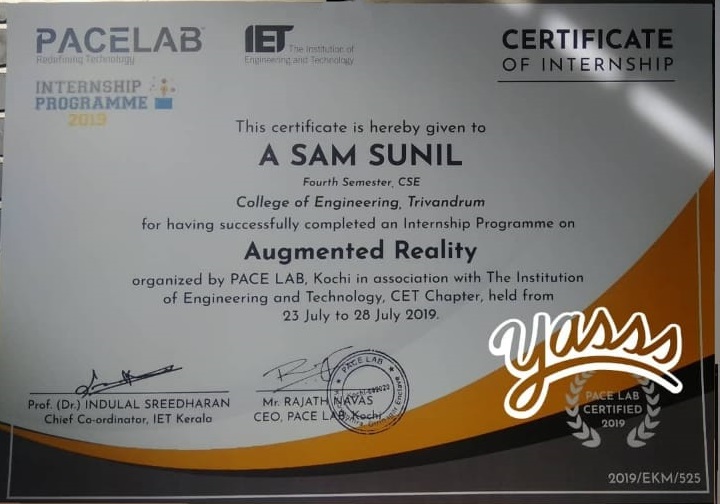 PACELAB
Redefining Technology
IET The Institution of
Engineering and Technology
CERTIFICATE
OF INTERNSHIP
INTERNSHIP
PROGRAMME
2019
This certificate is hereby given to
A SAM SUNIL
Fourth Semester, CSE
College of Engineering, Trivandrum
for having successfully completed an Internship Programme on
Augmented Reality
organized by PACE LAB, Kochi in association with The Institution
of Engineering and Technology, CET Chapter, held from
23 July to 28 July 2019.
yasss
Prof. (Dr.) INDULAL SREEDHARAN
Chief Co-ordinator, IET Kerala
Mr. RAJATH NAVAS
CEO, PACE LAB, Kochi
PACE LAB
PACE LAB
CERTIFIED
2019
2019/EKM/525